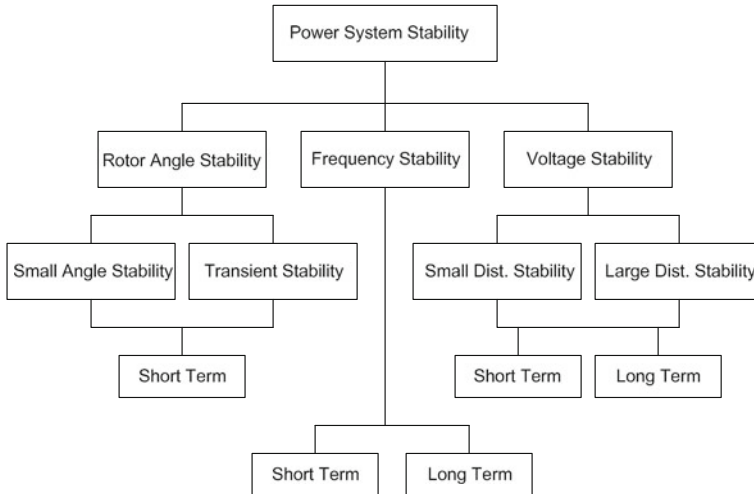 Power System Stability
Rotor Angle Stability
Frequency Stability
Voltage Stability
Small Angle Stability
Transient Stability
Small Dist. Stability
Large Dist. Stability
Short Term
Short Term
Long Term
Short Term
Long Term